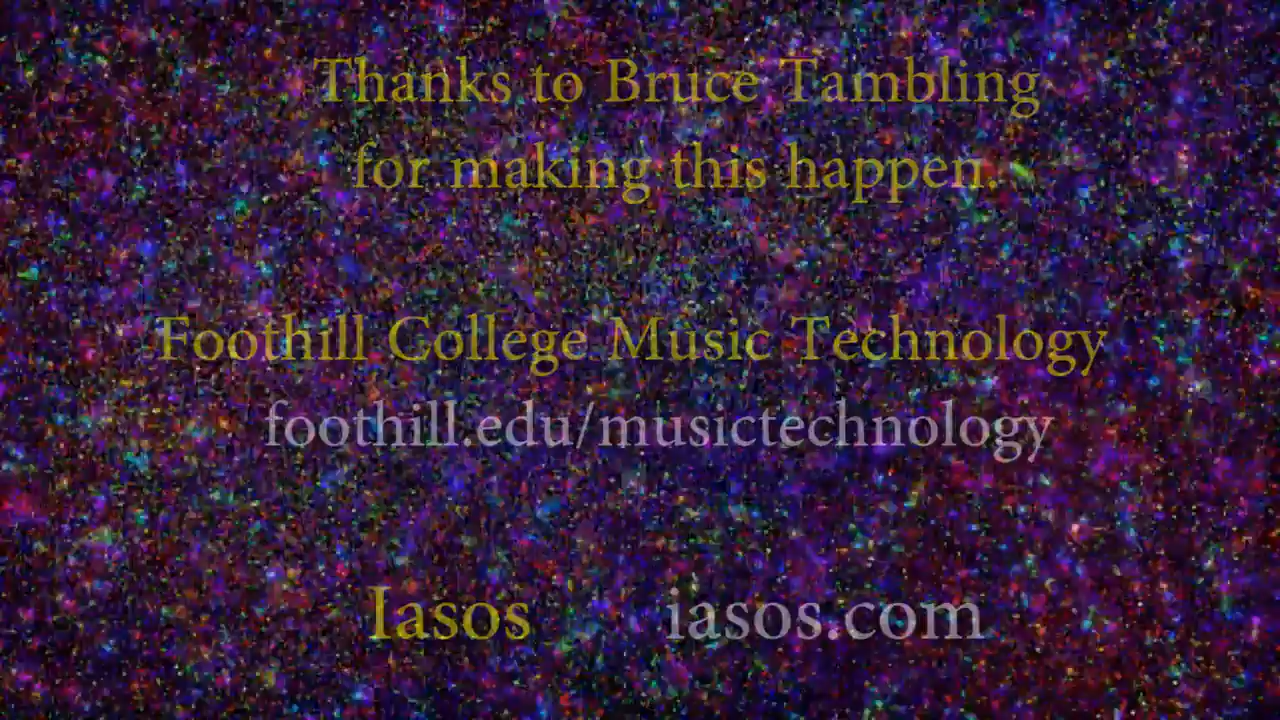 Thanks to Bruce Tambling
for making this happen.
Foothill College Music Technology
foothill.edu/musictechnology
Iasos iasos.com